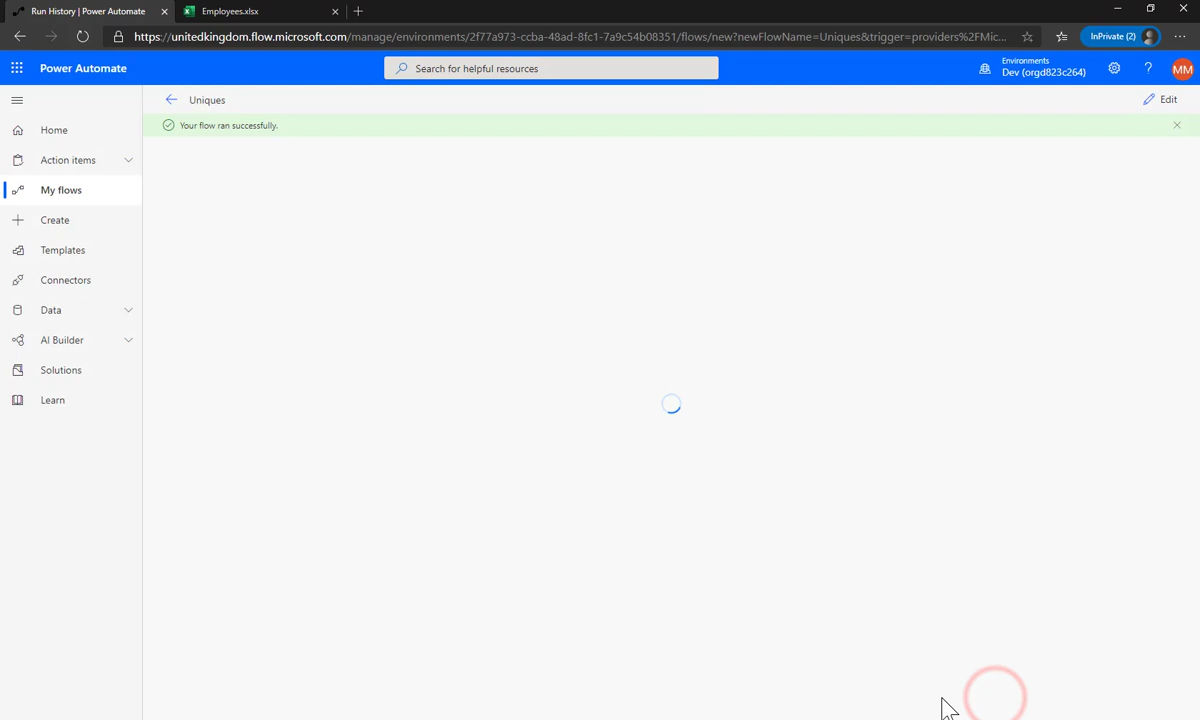 Run History | Power Automate
Employees.xlsx
https://unitedkingdom.flow.microsoft.com/manage/environments/2f77a973-ccba-48ad-8fc1-7a9c54b08351/flows/new?newFlowName=Uniques&trigger=providers%2FMic...
InPrivate (2)
Power Automate
Search for helpful resources
Environments
Dev (orgd823c264)
MM
Uniques
Edit
Your flow ran successfully.
Home
Action items
My flows
Create
Templates
Connectors
Data
AI Builder
Solutions
Learn